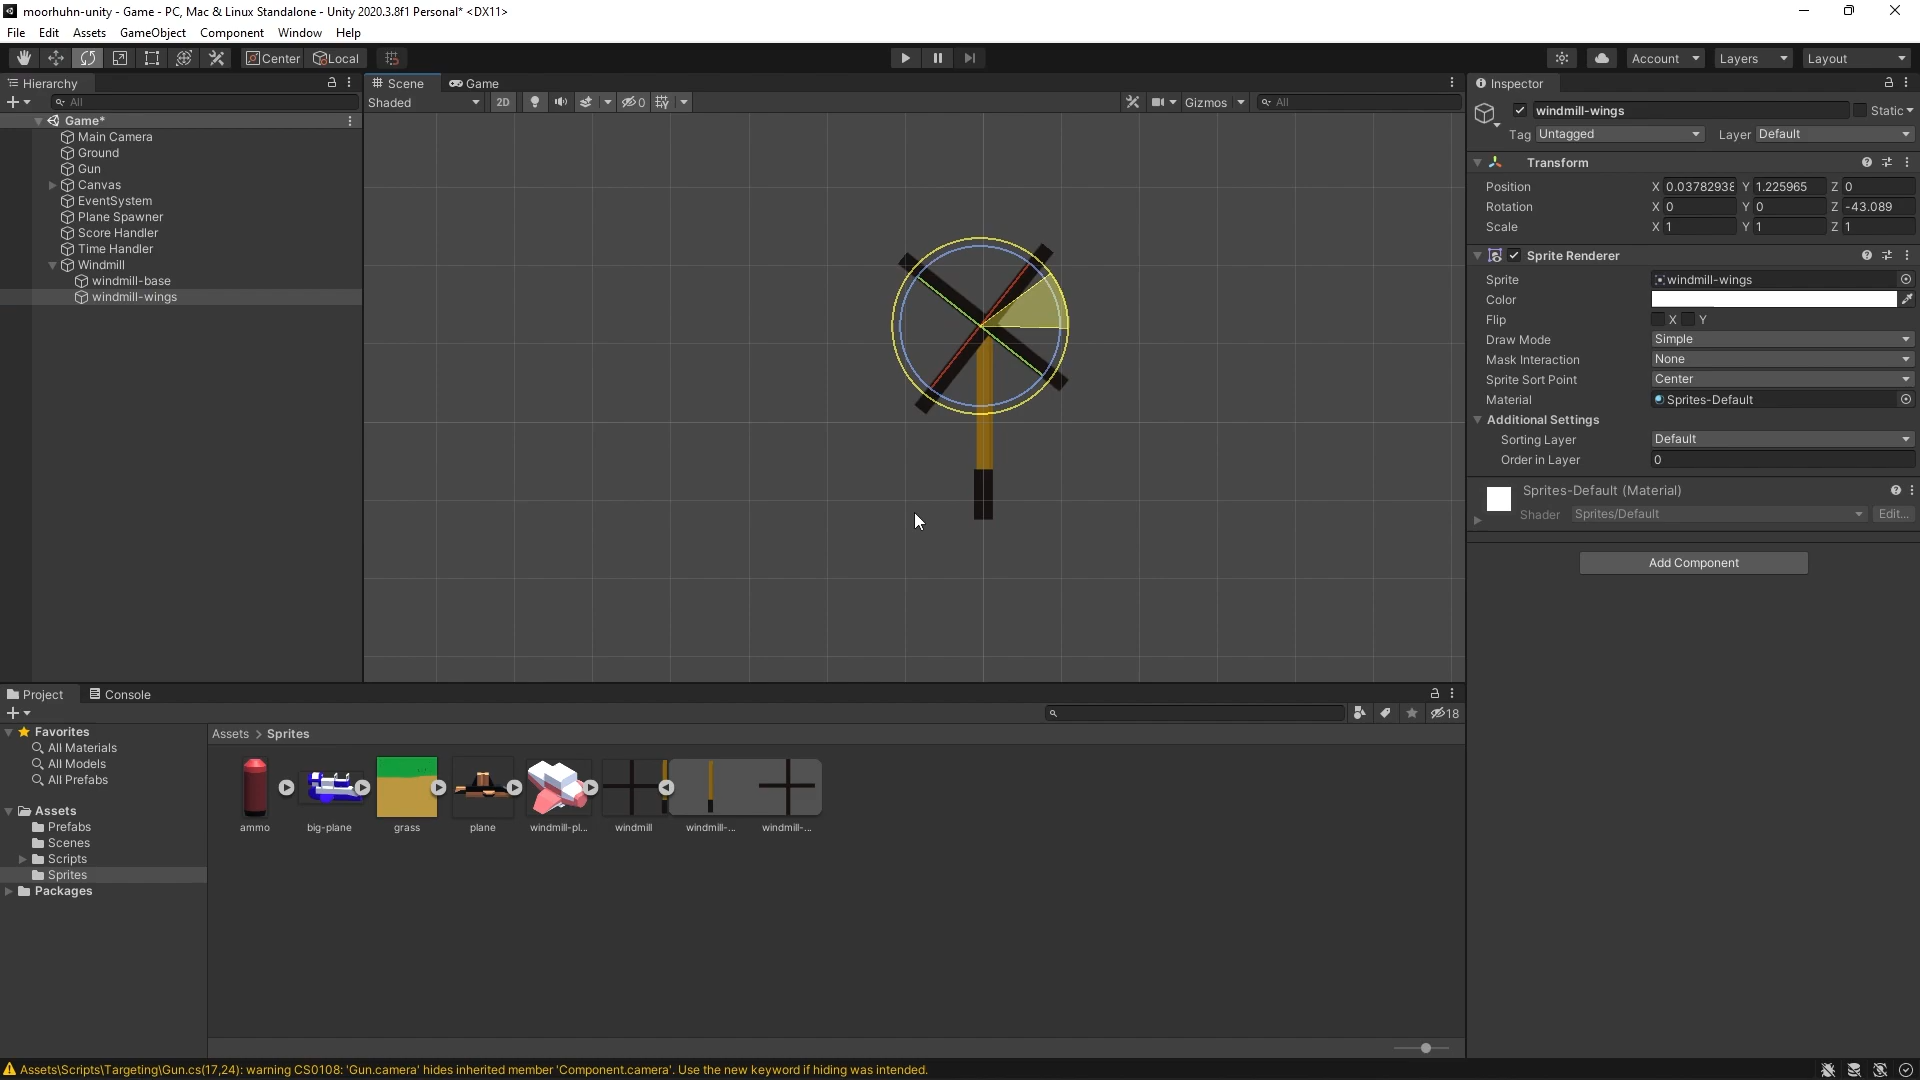 moorhuhn-unity - Game - PC, Mac & Linux Standalone - Unity 2020.3.8f1 Personal* <DX11>
File Edit Assets GameObject Component Window Help
Center Local Account Layers Layout
Hierarchy
All
Game*
Main Camera
Ground
Gun
Canvas
EventSystem
Plane Spawner
Score Handler
Time Handler
Windmill
windmill-base
windmill-wings
Scene Game
Shaded 2D 0 Gizmos All
Inspector
windmill-wings Static
Tag Untagged Layer Default
Transform
Position X 0.03782938 Y 1.225965 Z 0
Rotation X 0 Y 0 Z -43.089
Scale X 1 Y 1 Z 1
Sprite Renderer
Sprite windmill-wings
Color
Flip X Y
Draw Mode Simple
Mask Interaction None
Sprite Sort Point Center
Material Sprites-Default
Additional Settings
Sorting Layer Default
Order in Layer 0
Sprites-Default (Material)
Shader Sprites/Default Edit...
Add Component
Project Console
18
Favorites
All Materials
All Models
All Prefabs
Assets
Prefabs
Scenes
Scripts
Sprites
Packages
Assets > Sprites
ammo big-plane grass plane windmill-pl... windmill windmill-... windmill-...
Assets\Scripts\Targeting\Gun.cs(17,24): warning CS0108: 'Gun.camera' hides inherited member 'Component.camera'. Use the new keyword if hiding was intended.